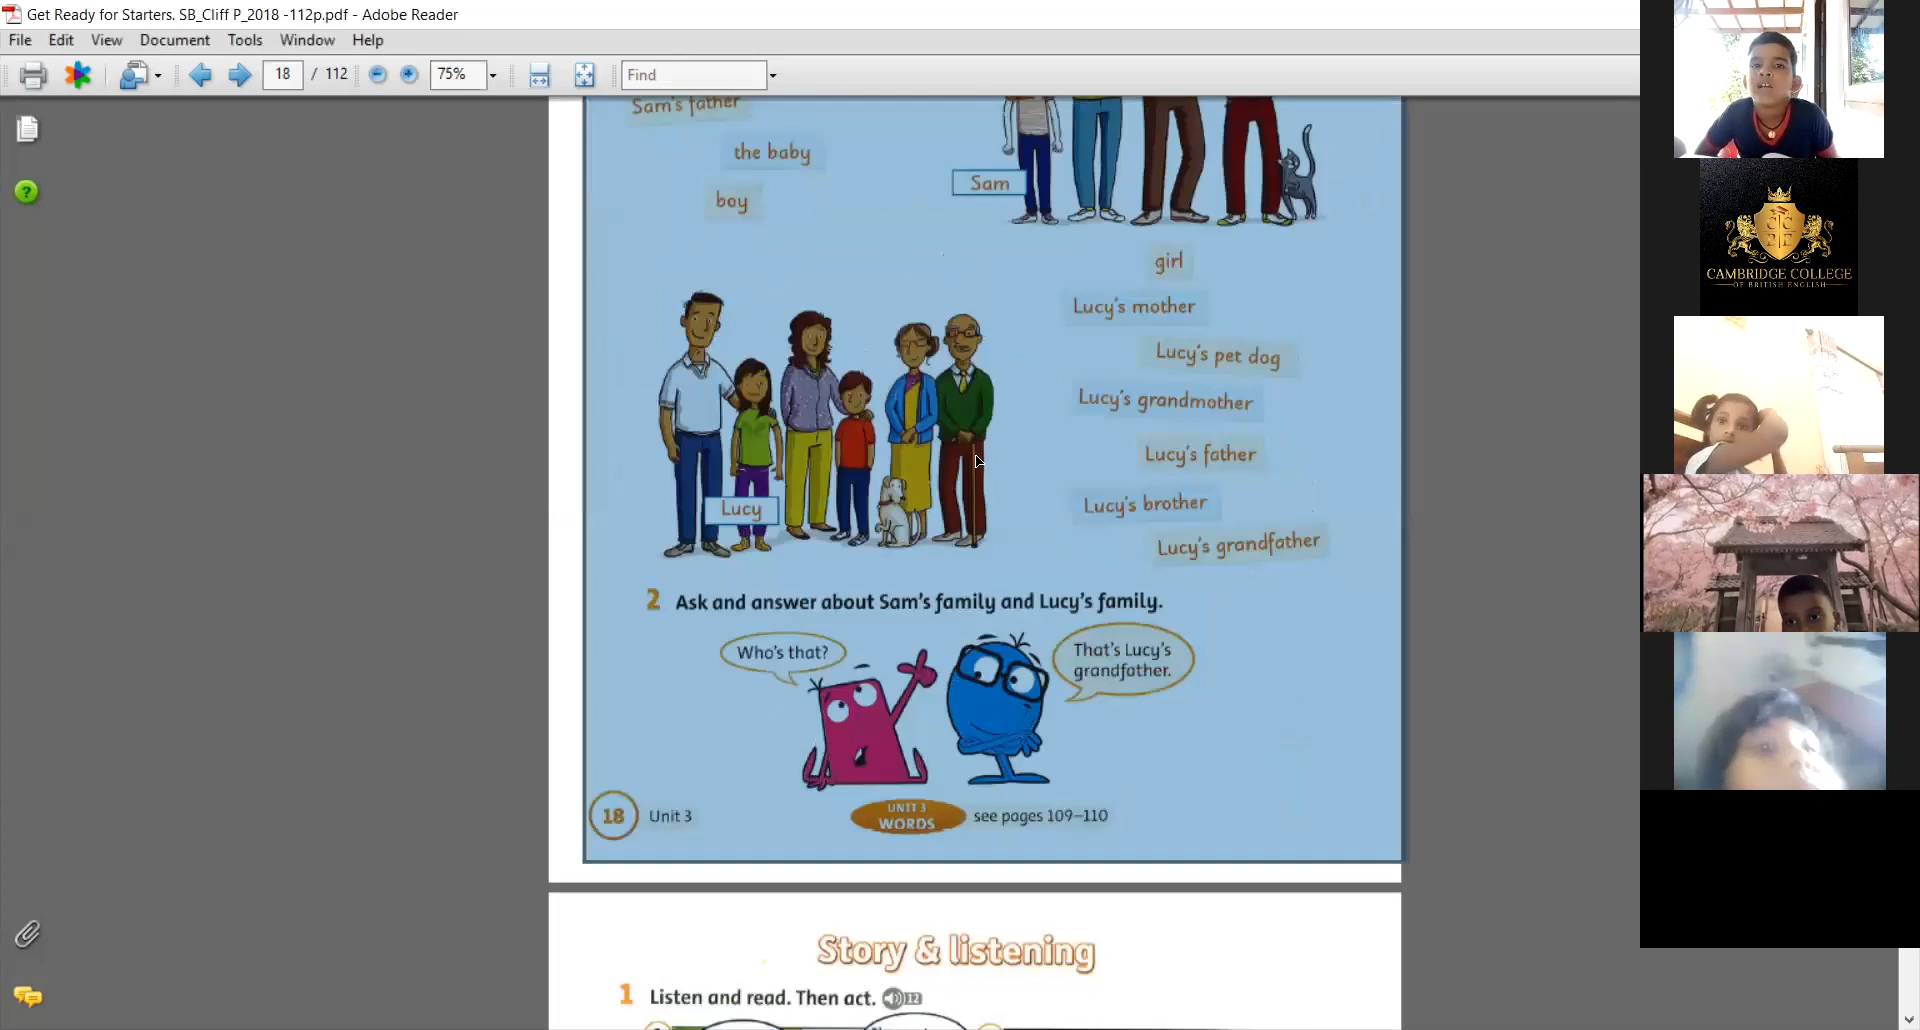 Get Ready for Starters. SB_Cliff P_2018 -112p.pdf - Adobe Reader
File Edit View Document Tools Window Help
18 / 112 75% Find
Sam's father
the baby
boy
Sam
girl
Lucy's mother
Lucy's pet dog
Lucy's grandmother
Lucy's father
Lucy's brother
Lucy's grandfather
Lucy
2 Ask and answer about Sam's family and Lucy's family.
Who's that?
That's Lucy's
grandfather.
18 Unit 3
UNIT 3
WORDS
see pages 109–110
Story & listening
1 Listen and read. Then act. 12
CAMBRIDGE COLLEGE
OF BRITISH ENGLISH